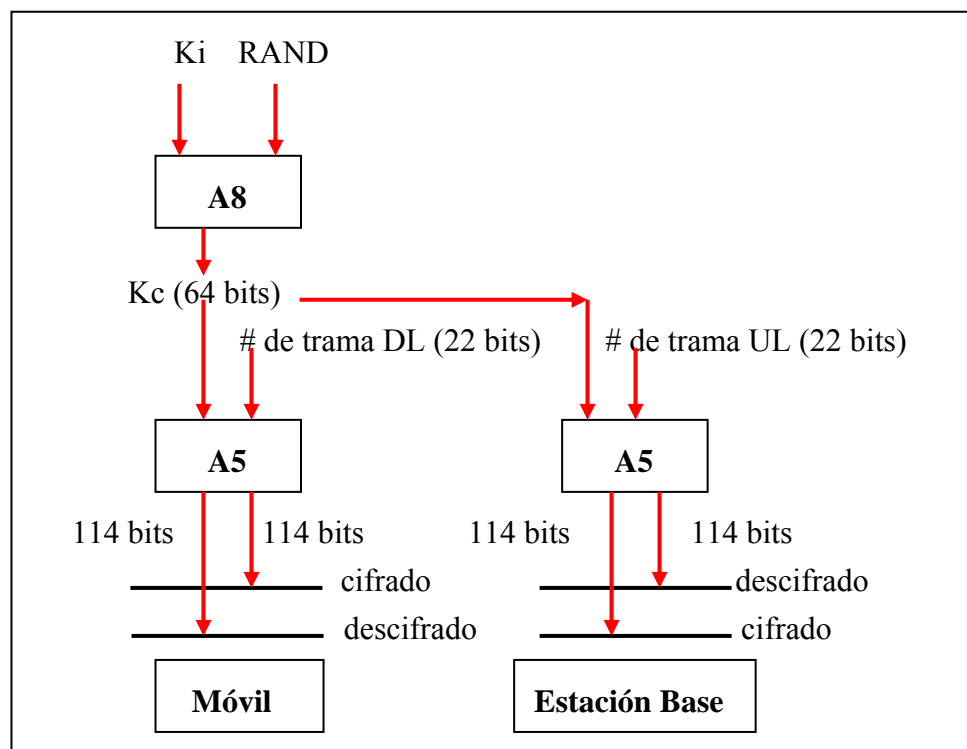 Ki RAND
A8
Kc (64 bits)
# de trama DL (22 bits) # de trama UL (22 bits)
A5 A5
114 bits 114 bits 114 bits 114 bits
cifrado descifrado
descifrado cifrado
Móvil Estación Base